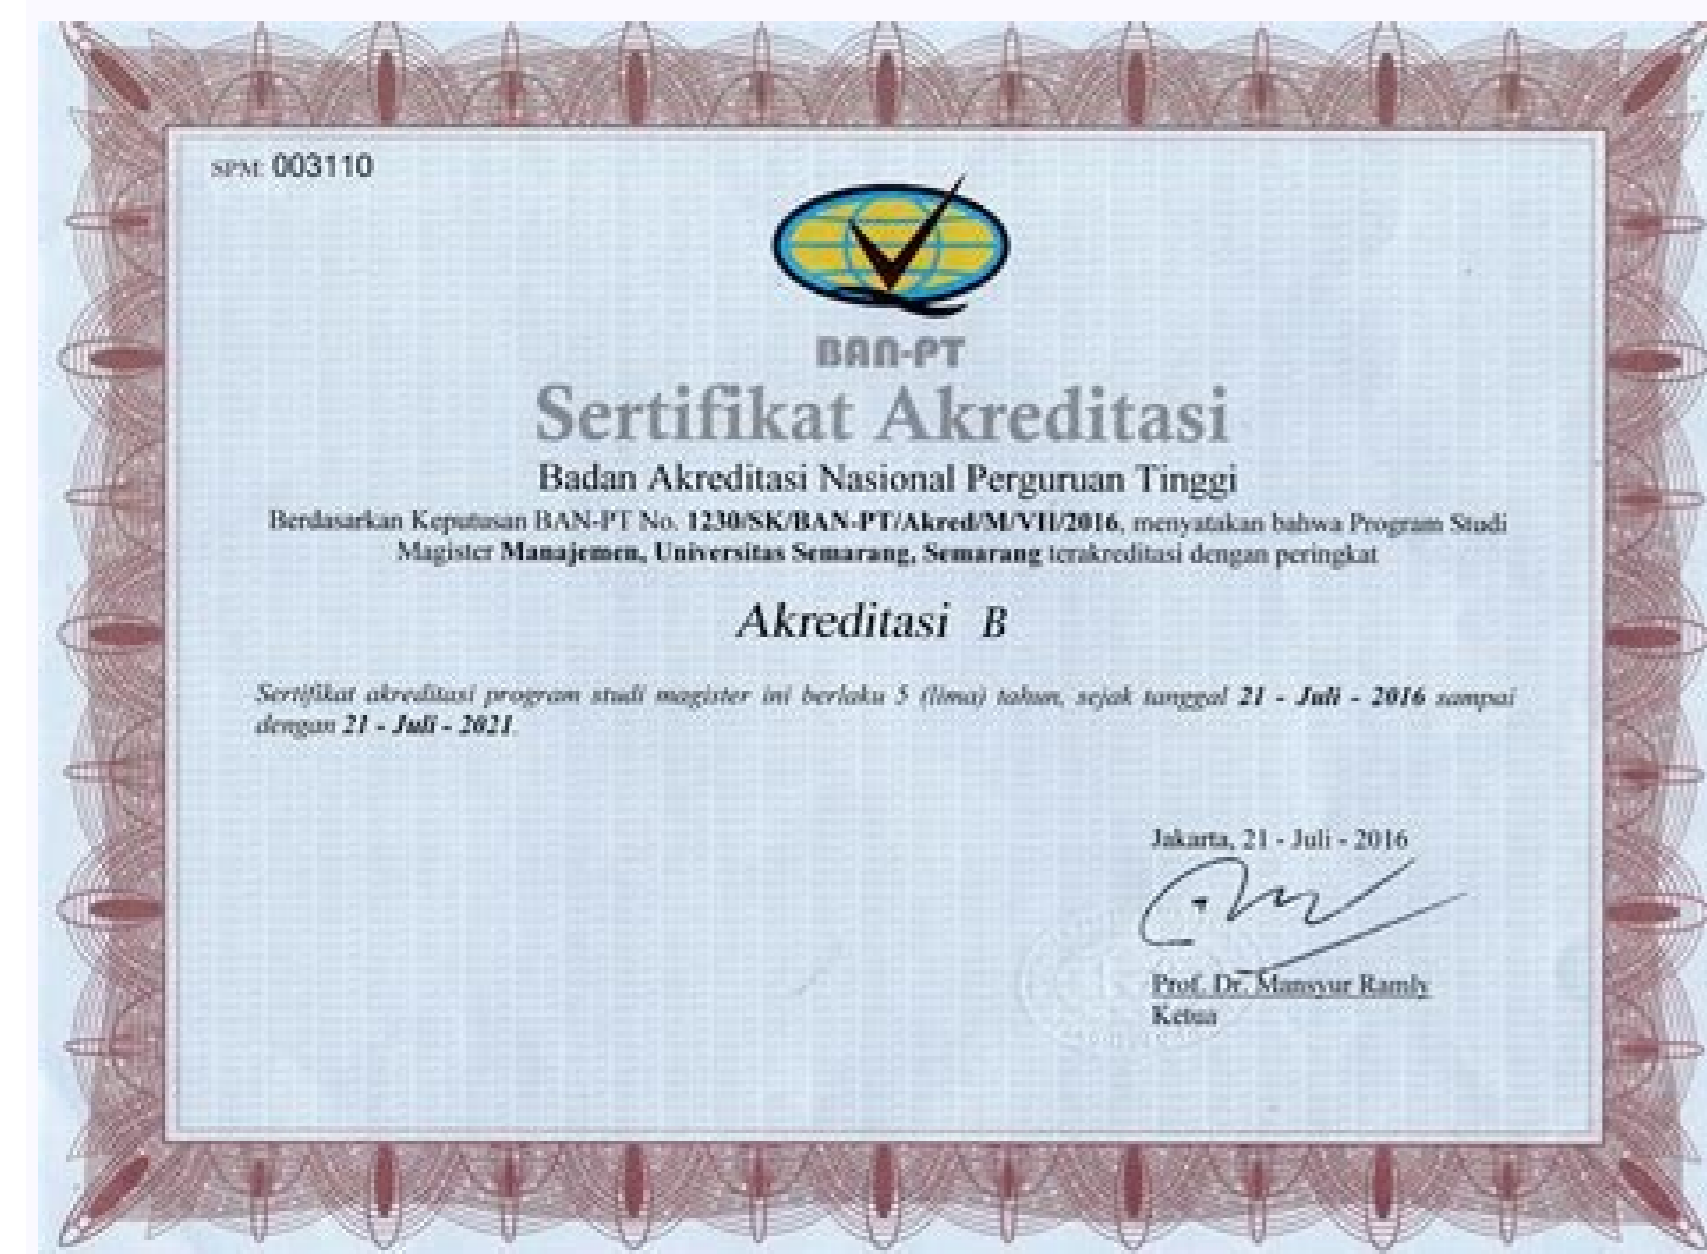 SPM: 003110
BAN-PT
Sertifikat Akreditasi
Badan Akreditasi Nasional Perguruan Tinggi
Berdasarkan Keputusan BAN-PT No. 1230/SK/BAN-PT/Akred/M/VII/2016, menyatakan bahwa Program Studi
Magister Manajemen, Universitas Semarang, Semarang terakreditasi dengan peringkat
Akreditasi B
Sertifikat akreditasi program studi magister ini berlaku 5 (lima) tahun, sejak tanggal 21 - Juli - 2016 sampai
dengan 21 - Juli - 2021.
Jakarta, 21 - Juli - 2016
Prof. Dr. Mansyur Ramly
Ketua